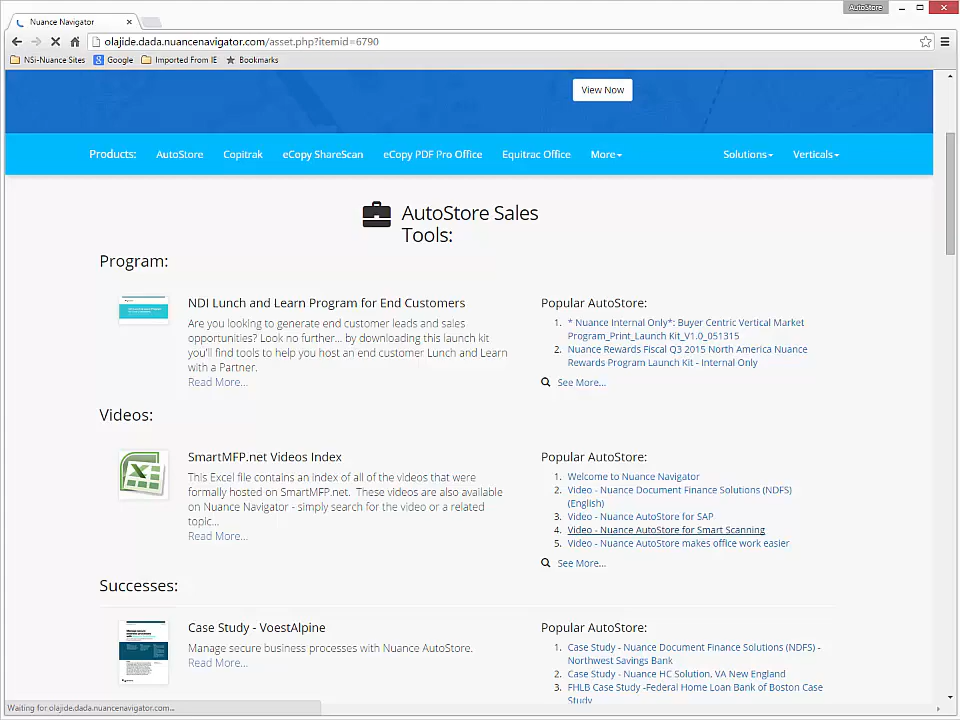 AutoStore
Nuance Navigator
olajide.dada.nuancenavigator.com/asset.php?itemid=6790
NSi-Nuance Sites Google Imported From IE Bookmarks
View Now
Products: AutoStore Copitrak eCopy ShareScan eCopy PDF Pro Office Equitrac Office More Solutions Verticals
AutoStore Sales
Tools:
Program:
NDI Lunch and Learn Program for End Customers
Are you looking to generate end customer leads and sales
opportunities? Look no further... by downloading this launch kit
you'll find tools to help you host an end customer Lunch and Learn
with a Partner.
Read More...
Popular AutoStore:
1. * Nuance Internal Only*: Buyer Centric Vertical Market
Program_Print_Launch Kit_V1.0_051315
2. Nuance Rewards Fiscal Q3 2015 North America Nuance
Rewards Program Launch Kit - Internal Only
See More...
Videos:
SmartMFP.net Videos Index
This Excel file contains an index of all of the videos that were
formally hosted on SmartMFP.net. These videos are also available
on Nuance Navigator - simply search for the video or a related
topic...
Read More...
Popular AutoStore:
1. Welcome to Nuance Navigator
2. Video - Nuance Document Finance Solutions (NDFS)
(English)
3. Video - Nuance AutoStore for SAP
4. Video - Nuance AutoStore for Smart Scanning
5. Video - Nuance AutoStore makes office work easier
See More...
Successes:
Case Study - VoestAlpine
Manage secure business processes with Nuance AutoStore.
Read More...
Popular AutoStore:
1. Case Study - Nuance Document Finance Solutions (NDFS) -
Northwest Savings Bank
2. Case Study - Nuance HC Solution, VA New England
3. FHLB Case Study -Federal Home Loan Bank of Boston Case
Study
Waiting for olajide.dada.nuancenavigator.com...